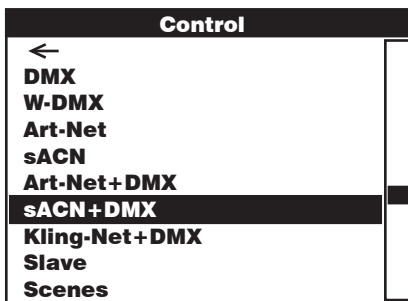 Control
←
DMX
W-DMX
Art-Net
sACN
Art-Net+DMX
sACN+DMX
Kling-Net+DMX
Slave
Scenes